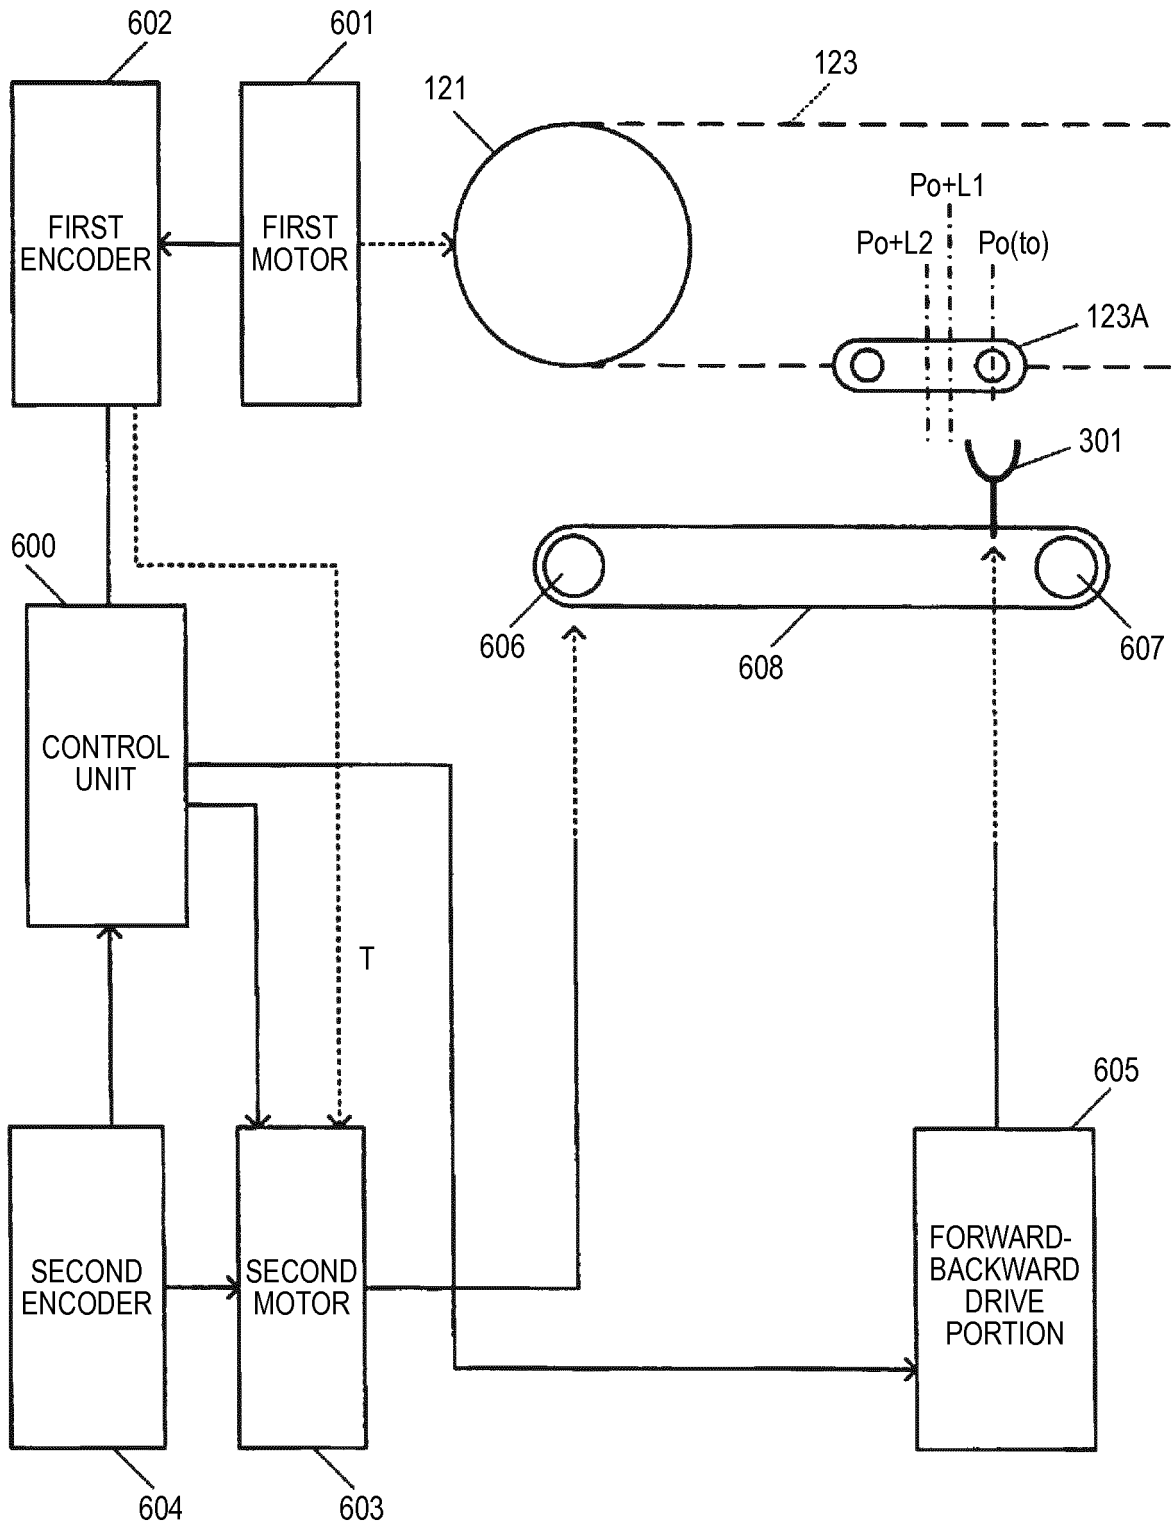 602
601
123
121
Po+L1
FIRST
ENCODER
FIRST
MOTOR
Po+L2
Po(to)
123A
301
600
606
607
608
CONTROL
UNIT
T
605
SECOND
ENCODER
SECOND
MOTOR
FORWARD-
BACKWARD
DRIVE
PORTION
604
603